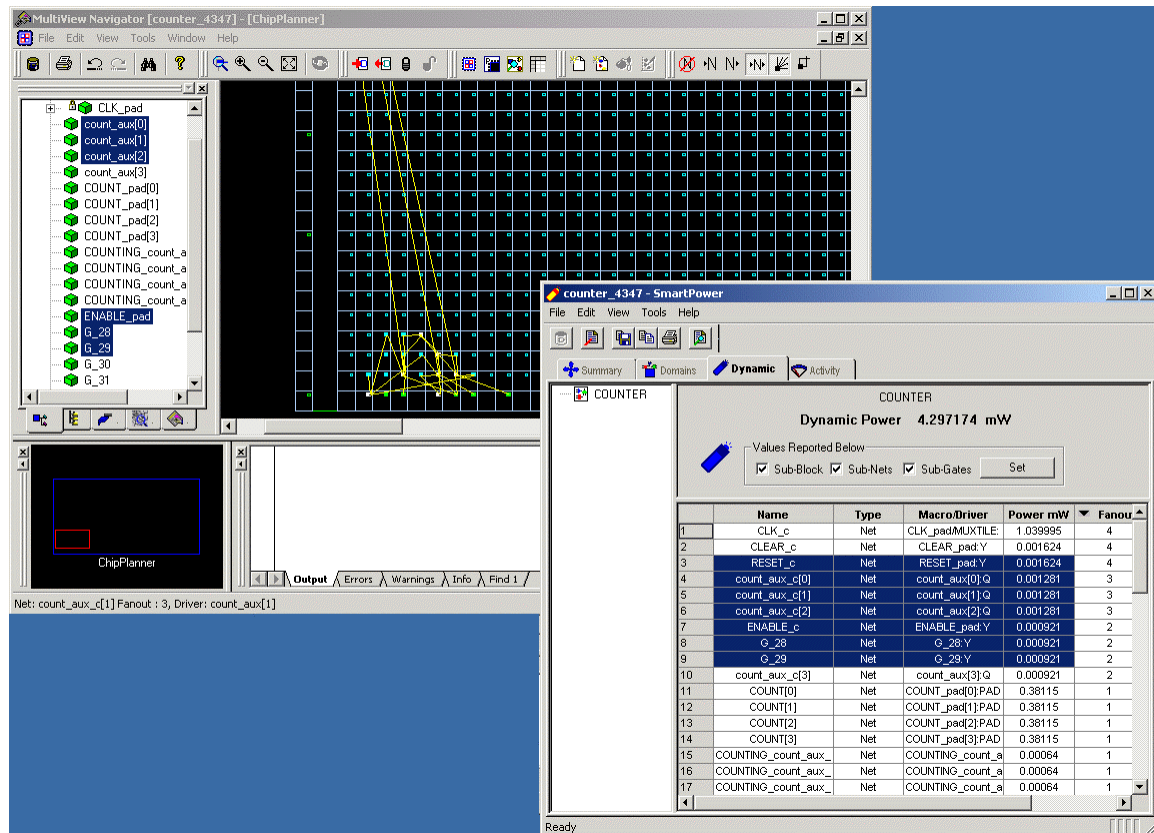 MultiView Navigator [counter_4347] - [ChipPlanner]
File Edit View Tools Window Help
CLK_pad
count_aux[0]
count_aux[1]
count_aux[2]
count_aux[3]
COUNT_pad[0]
COUNT_pad[1]
COUNT_pad[2]
COUNT_pad[3]
COUNTING_count_a
COUNTING_count_a
COUNTING_count_a
COUNTING_count_a
ENABLE_pad
G_28
G_29
G_30
G_31
ChipPlanner
Output Errors Warnings Info Find 1
Net: count_aux_c[1] Fanout : 3, Driver: count_aux[1]
counter_4347 - SmartPower
File Edit View Tools Help
Summary Domains Dynamic Activity
COUNTER
COUNTER
Dynamic Power 4.297174 mW
Values Reported Below
Sub-Block Sub-Nets Sub-Gates Set
Name Type Macro/Driver Power mW Fanou
1 CLK_c Net CLK_pad/MUXTILE: 1.039995 4
2 CLEAR_c Net CLEAR_pad:Y 0.001624 4
3 RESET_c Net RESET_pad:Y 0.001624 4
4 count_aux_c[0] Net count_aux[0]:Q 0.001281 3
5 count_aux_c[1] Net count_aux[1]:Q 0.001281 3
6 count_aux_c[2] Net count_aux[2]:Q 0.001281 3
7 ENABLE_c Net ENABLE_pad:Y 0.000921 2
8 G_28 Net G_28:Y 0.000921 2
9 G_29 Net G_29:Y 0.000921 2
10 count_aux_c[3] Net count_aux[3]:Q 0.000921 2
11 COUNT[0] Net COUNT_pad[0]:PAD 0.38115 1
12 COUNT[1] Net COUNT_pad[1]:PAD 0.38115 1
13 COUNT[2] Net COUNT_pad[2]:PAD 0.38115 1
14 COUNT[3] Net COUNT_pad[3]:PAD 0.38115 1
15 COUNTING_count_aux_ Net COUNTING_count_a 0.00064 1
16 COUNTING_count_aux_ Net COUNTING_count_a 0.00064 1
17 COUNTING_count_aux_ Net COUNTING_count_a 0.00064 1
Ready